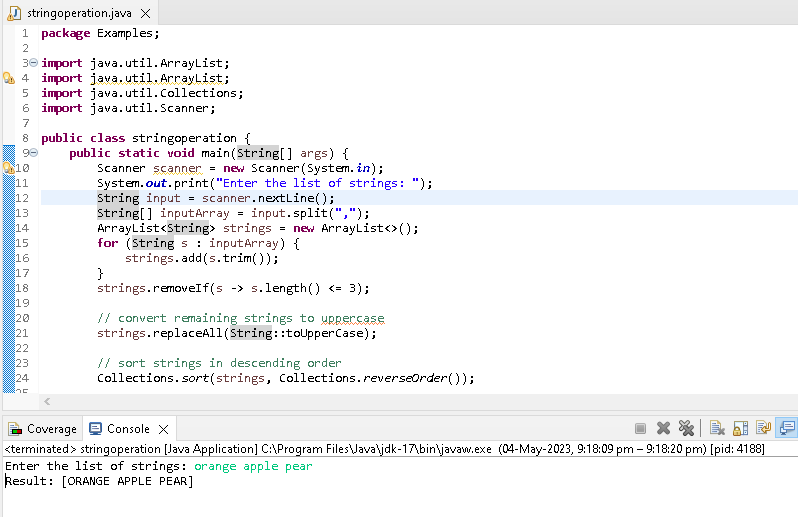 stringoperation.java
1 package Examples;
2
3 import java.util.ArrayList;
4 import java.util.ArrayList;
5 import java.util.Collections;
6 import java.util.Scanner;
7
8 public class stringoperation {
9 public static void main(String[] args) {
10 Scanner scanner = new Scanner(System.in);
11 System.out.print("Enter the list of strings: ");
12 String input = scanner.nextLine();
13 String[] inputArray = input.split(",");
14 ArrayList<String> strings = new ArrayList<>();
15 for (String s : inputArray) {
16 strings.add(s.trim());
17 }
18 strings.removeIf(s -> s.length() <= 3);
19
20 // convert remaining strings to uppercase
21 strings.replaceAll(String::toUpperCase);
22
23 // sort strings in descending order
24 Collections.sort(strings, Collections.reverseOrder());
25
Coverage Console
<terminated> stringoperation [Java Application] C:\Program Files\Java\jdk-17\bin\javaw.exe (04-May-2023, 9:18:09 pm – 9:18:20 pm) [pid: 4188]
Enter the list of strings: orange apple pear
Result: [ORANGE APPLE PEAR]